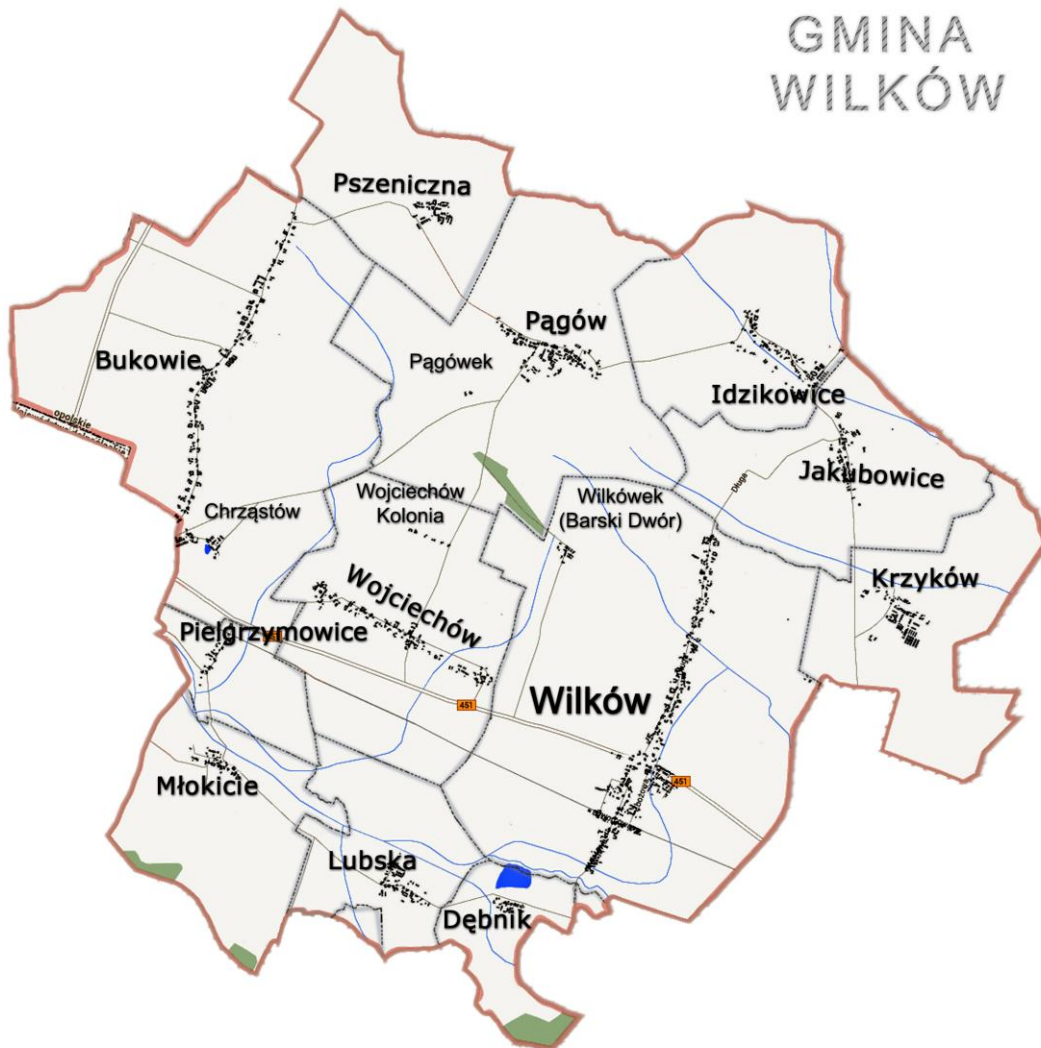 GMINA
WILKÓW
Pszeniczna
Pągów
Pągówek
Bukowie
Idzikowice
opolskie
Jakubowice
Długa
Wojciechów
Kolonia
Wilkówek
(Barski Dwór)
Chrząstów
Krzyków
Wojciechów
Pielgrzymowice
Wilków
451
451
Młokicie
Lubska
Dębnik